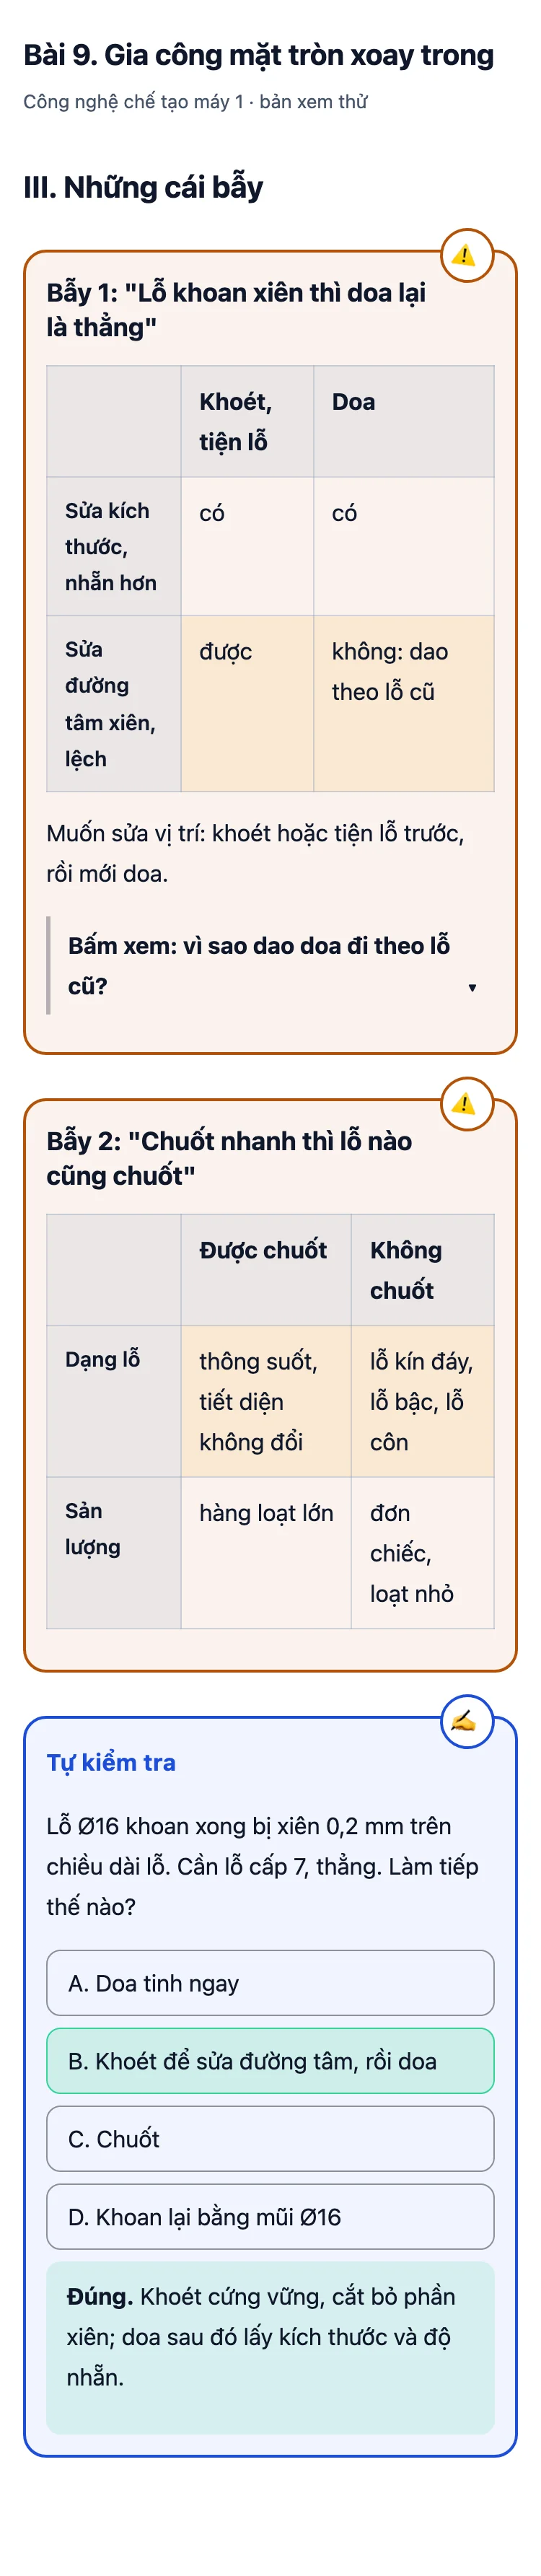 Bài 9. Gia công mặt tròn xoay trong
Công nghệ chế tạo máy 1 · bản xem thử
III. Những cái bẫy
Bẫy 1: "Lỗ khoan xiên thì doa lại
là thẳng"
Khoét,
tiện lỗ
Doa
Sửa kích
thước,
nhẵn hơn
có
có
Sửa
đường
tâm xiên,
lệch
được
không: dao
theo lỗ cũ
Muốn sửa vị trí: khoét hoặc tiện lỗ trước,
rồi mới doa.
Bấm xem: vì sao dao doa đi theo lỗ
cũ?
Bẫy 2: "Chuốt nhanh thì lỗ nào
cũng chuốt"
Được chuốt
Không
chuốt
Dạng lỗ
thông suốt,
tiết diện
không đổi
lỗ kín đáy,
lỗ bậc, lỗ
côn
Sản
lượng
hàng loạt lớn
đơn
chiếc,
loạt nhỏ
Tự kiểm tra
Lỗ Ø16 khoan xong bị xiên 0,2 mm trên
chiều dài lỗ. Cần lỗ cấp 7, thẳng. Làm tiếp
thế nào?
A. Doa tinh ngay
B. Khoét để sửa đường tâm, rồi doa
C. Chuốt
D. Khoan lại bằng mũi Ø16
Đúng. Khoét cứng vững, cắt bỏ phần
xiên; doa sau đó lấy kích thước và độ
nhẵn.